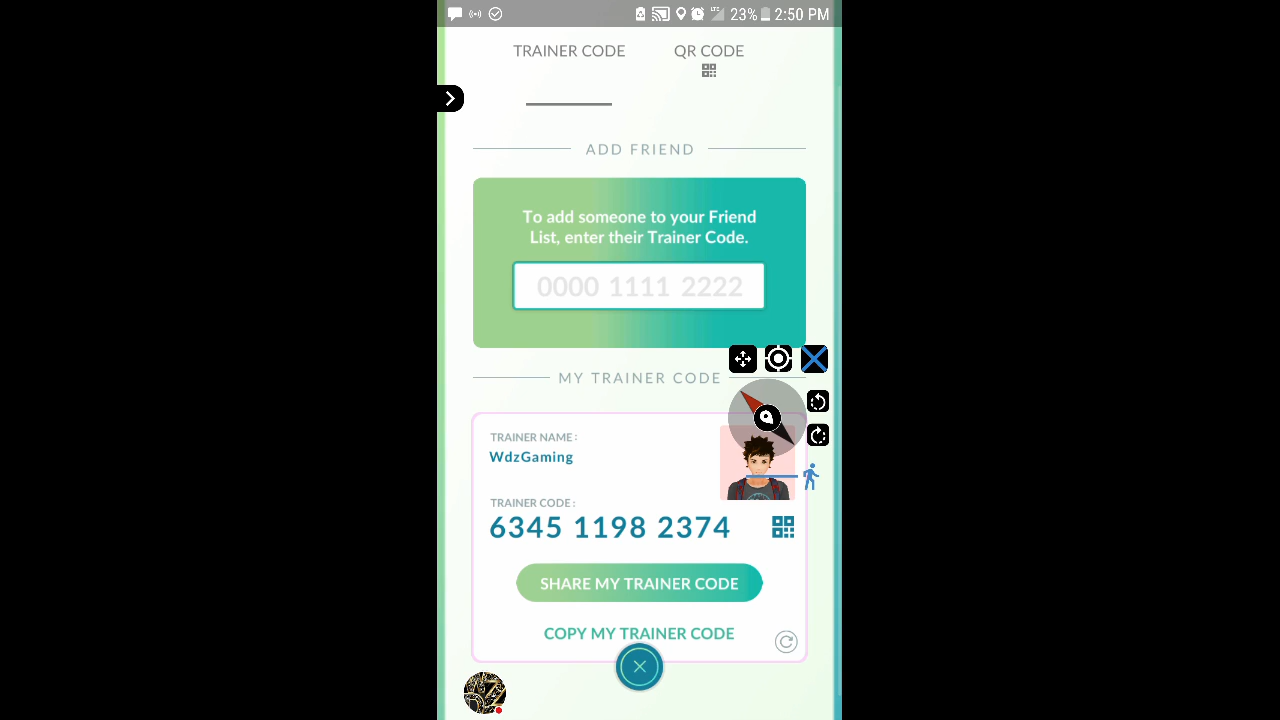 LTE 23% 2:50 PM
TRAINER CODE QR CODE
ADD FRIEND
To add someone to your Friend
List, enter their Trainer Code.
0000 1111 2222
MY TRAINER CODE
TRAINER NAME:
WdzGaming
TRAINER CODE:
6345 1198 2374
SHARE MY TRAINER CODE
COPY MY TRAINER CODE